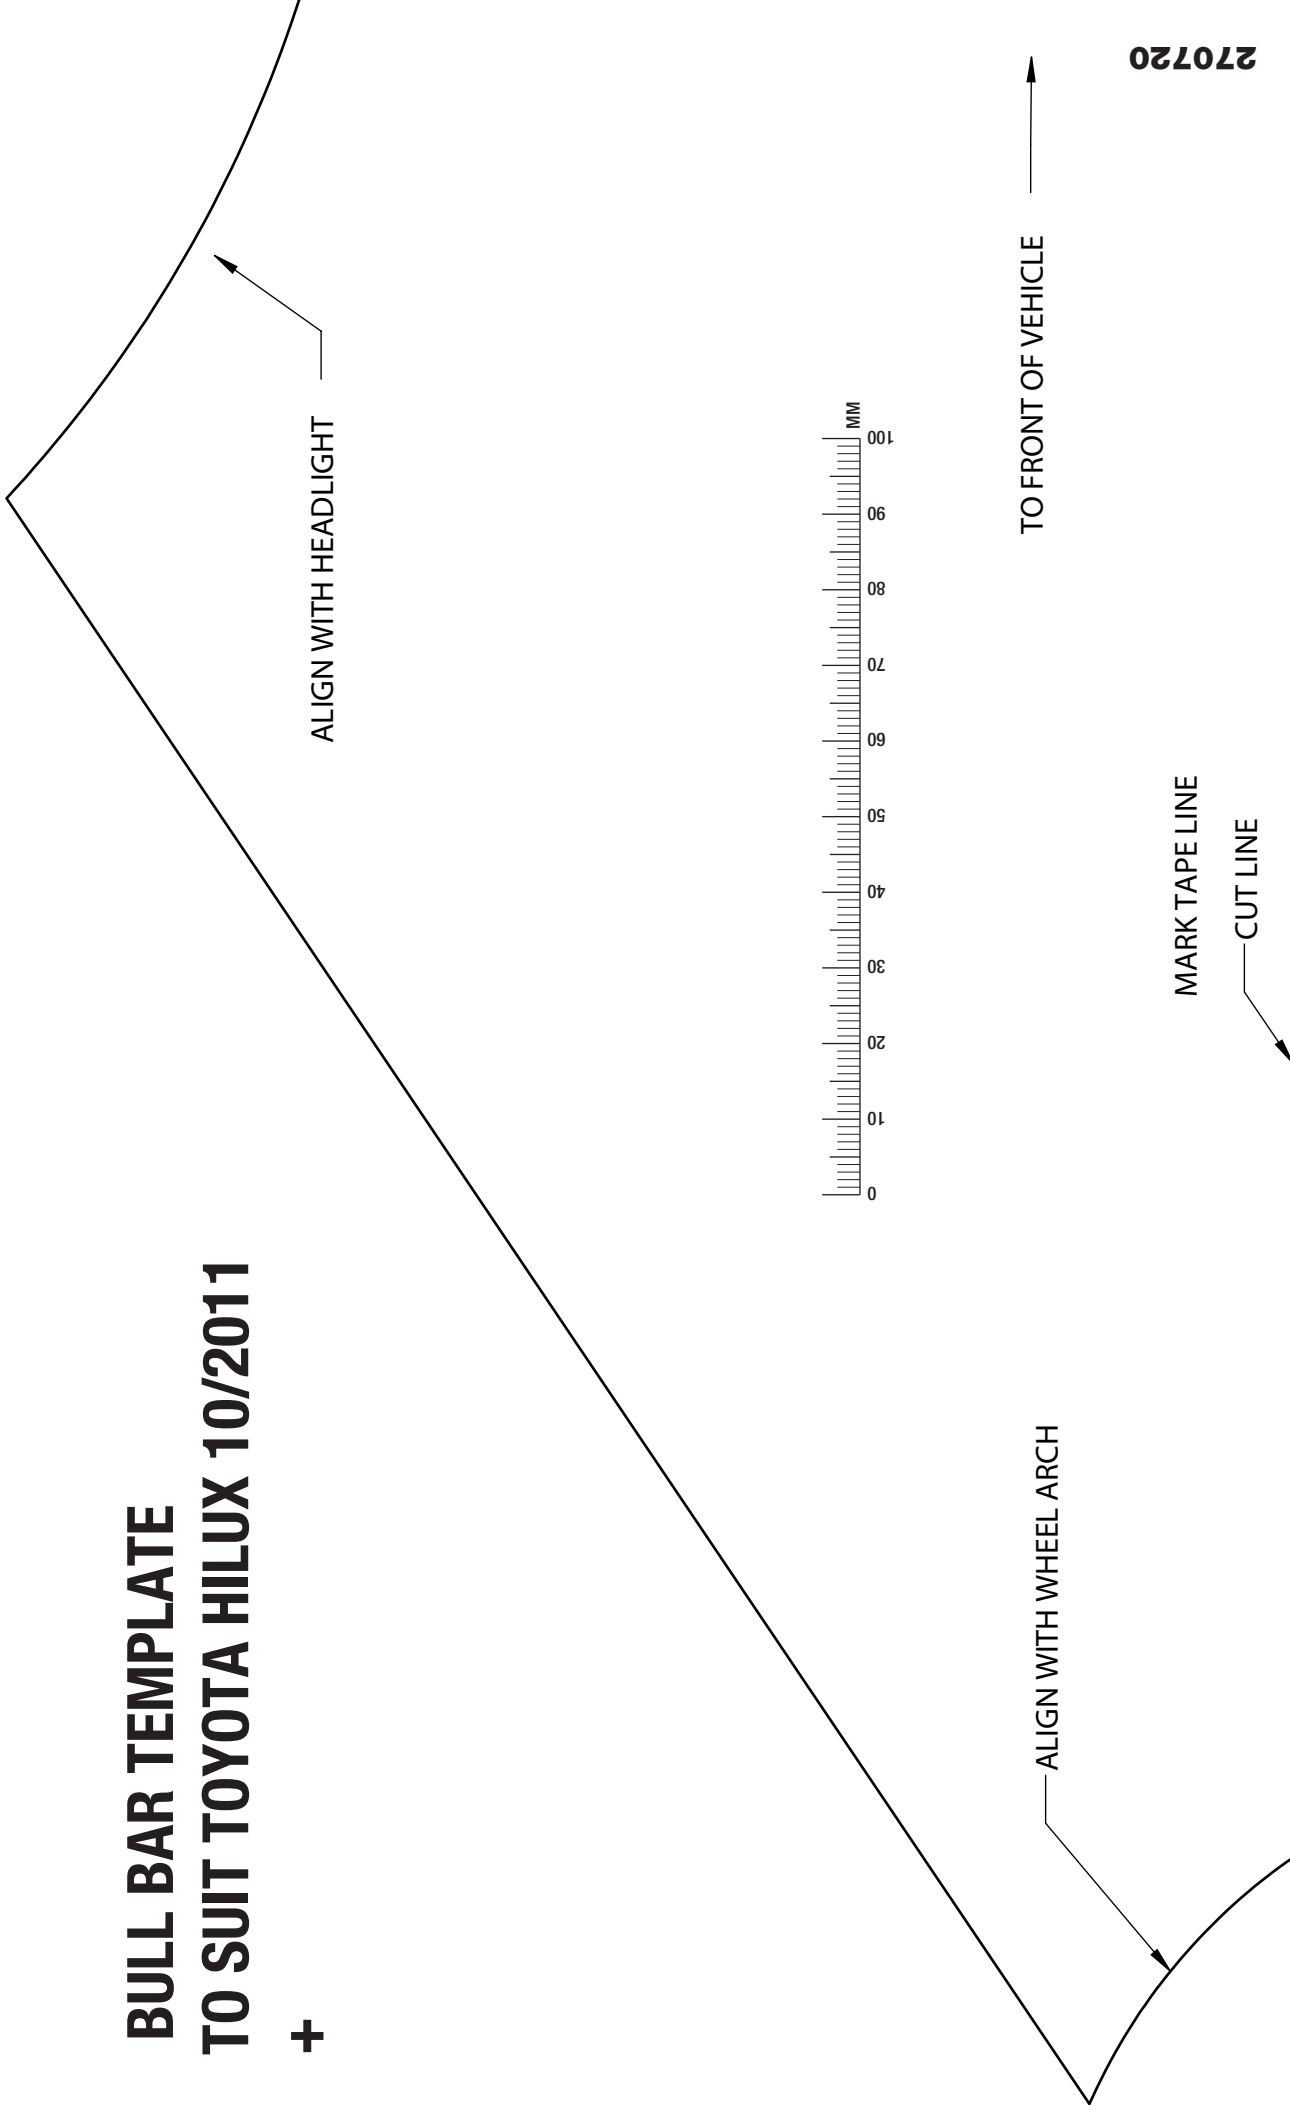 BULL BAR TEMPLATE
TO SUIT TOYOTA HILUX 10/2011
+
ALIGN WITH HEADLIGHT
MM
0 10 20 30 40 50 60 70 80 90 100
TO FRONT OF VEHICLE
ALIGN WITH WHEEL ARCH
MARK TAPE LINE
CUT LINE
270720